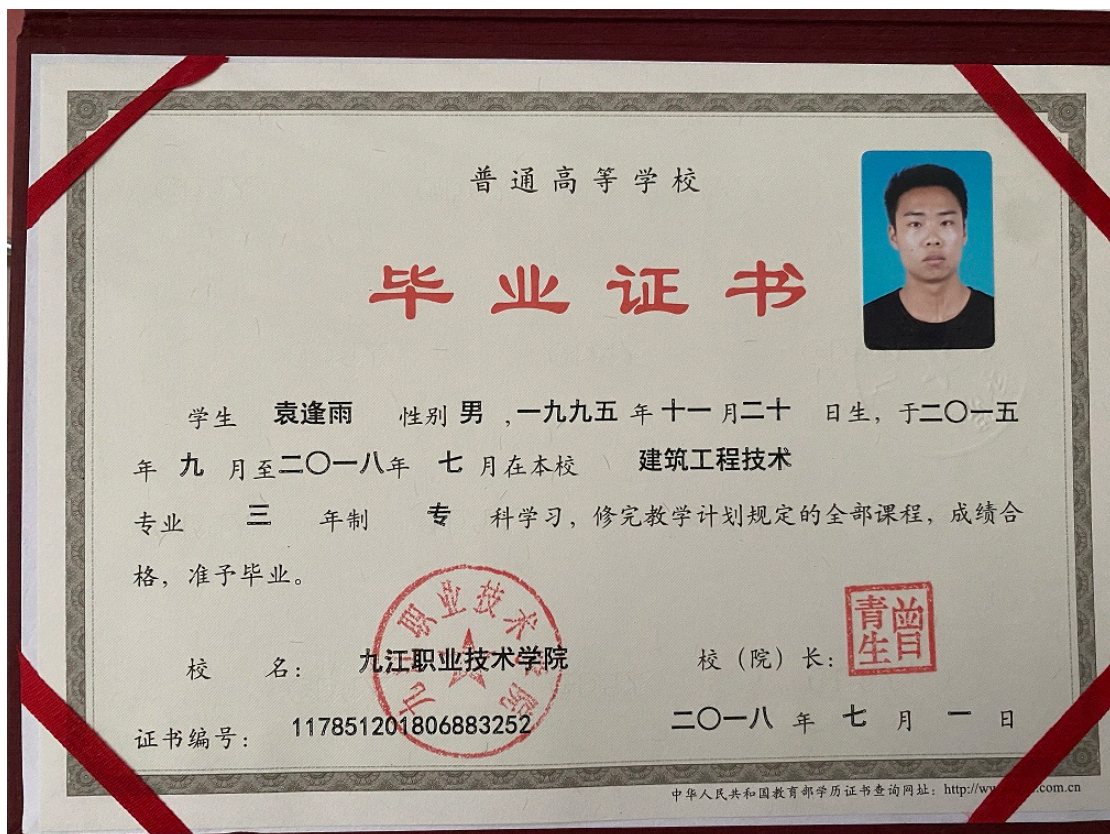 普通高等学校
毕业证书
学生 袁逢雨 性别 男 ,一九九五 年 十一 月二十 日生，于二〇一五
年 九 月至二〇一八年 七 月在本校 建筑工程技术
专业 三 年制 专 科学习，修完教学计划规定的全部课程，成绩合
格，准予毕业。
九江职业技术学院
校 名： 九江职业技术学院 校（院）长：
曾青生
证书编号： 117851201806883252 二〇一八 年 七 月 一 日
中华人民共和国教育部学历证书查询网址：http://ww .com.cn